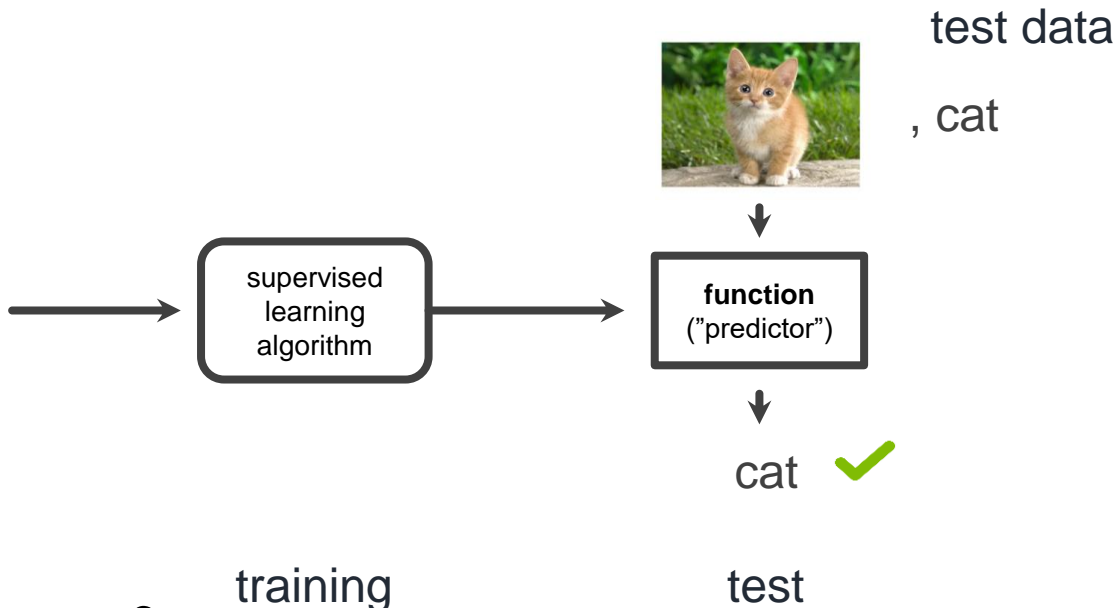 test data
, cat
supervised
learning
algorithm
function
(”predictor”)
cat
training
test